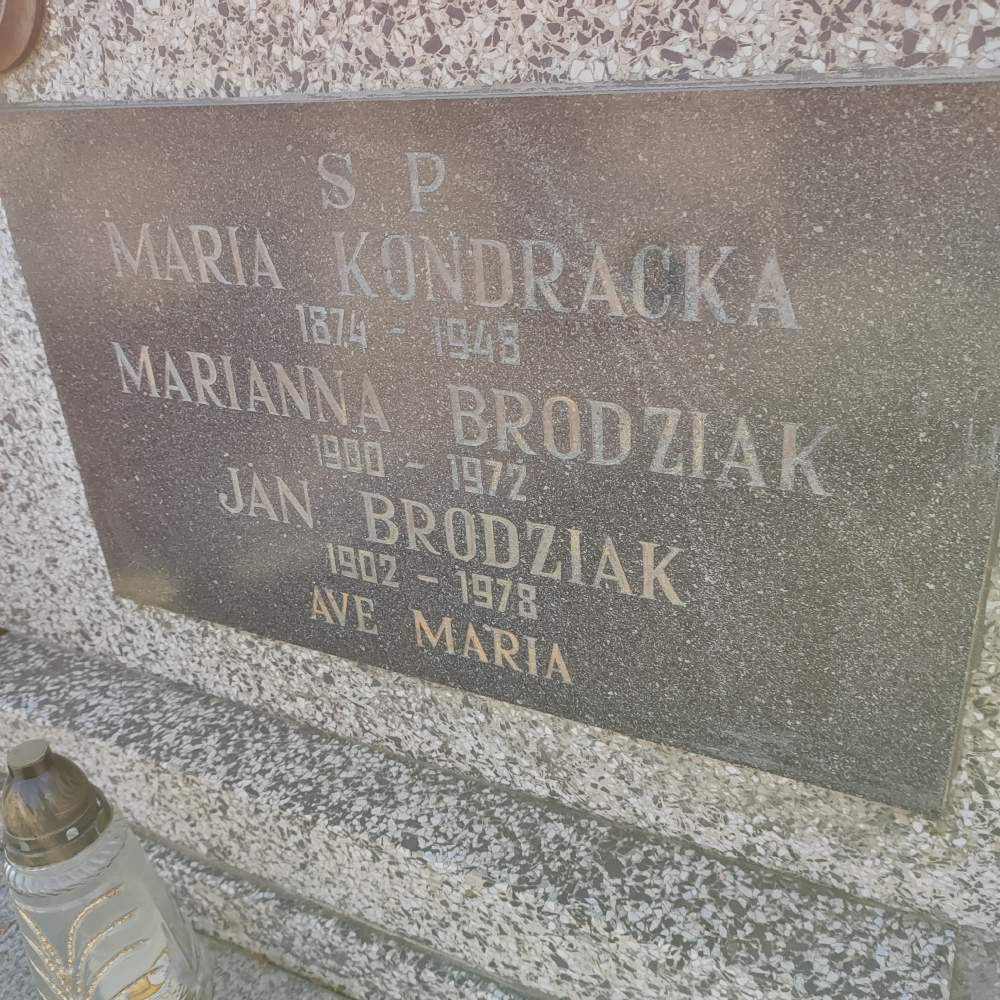 S P
MARIA KONDRACKA
1874 - 1948
MARIANNA BRODZIAK
1900 - 1972
JAN BRODZIAK
1902 - 1978
AVE MARIA